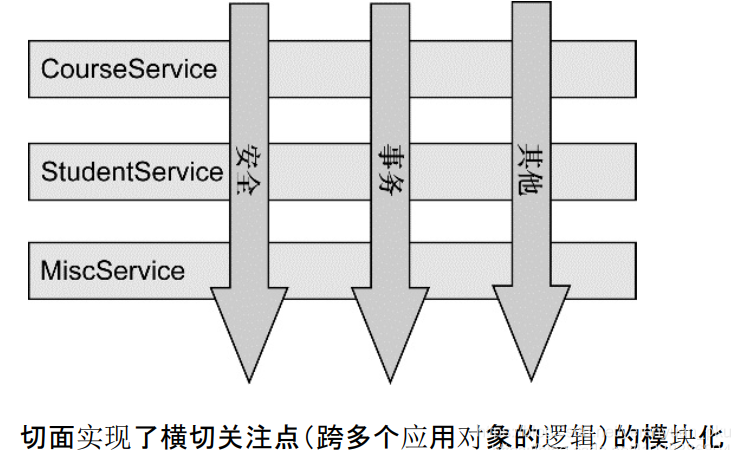 CourseService
StudentService
MiscService
安全
事务
其他
切面实现了横切关注点(跨多个应用对象的逻辑)的模块化